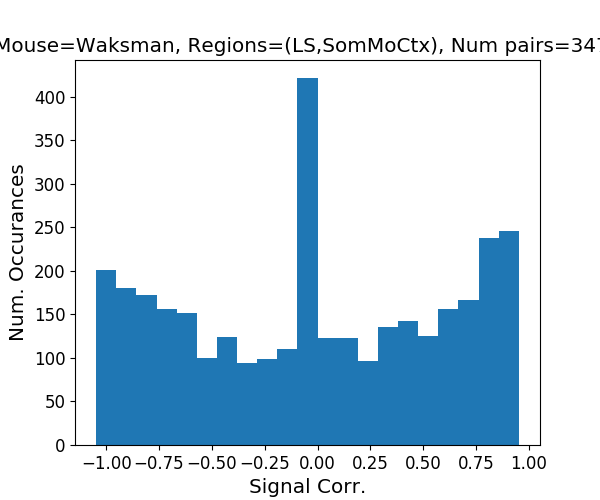 Mouse=Waksman, Regions=(LS,SomMoCtx), Num pairs=347
400
350
300
250
200
150
100
50
0
Num. Occurances
−1.00 −0.75 −0.50 −0.25 0.00 0.25 0.50 0.75 1.00
Signal Corr.